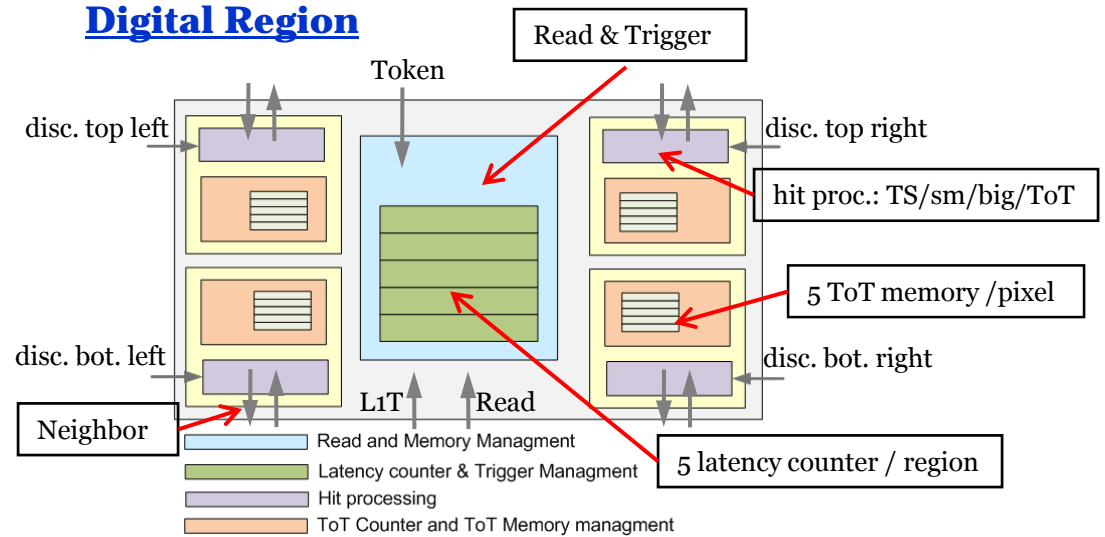 Digital Region
Read & Trigger
Token
disc. top left
disc. top right
hit proc.: TS/sm/big/ToT
5 ToT memory /pixel
disc. bot. left
disc. bot. right
L1T
Read
Neighbor
5 latency counter / region
Read and Memory Managment
Latency counter & Trigger Managment
Hit processing
ToT Counter and ToT Memory managment